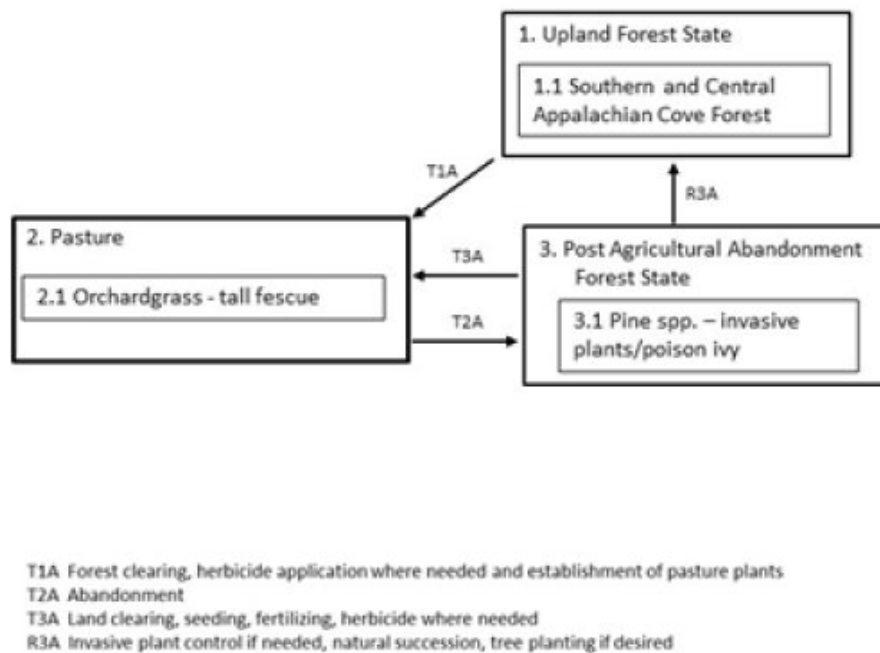 1. Upland Forest State
1.1 Southern and Central
Appalachian Cove Forest
T1A
R3A
2. Pasture
2.1 Orchardgrass - tall fescue
T3A
T2A
3. Post Agricultural Abandonment
Forest State
3.1 Pine spp. – invasive
plants/poison ivy
T1A Forest clearing, herbicide application where needed and establishment of pasture plants
T2A Abandonment
T3A Land clearing, seeding, fertilizing, herbicide where needed
R3A Invasive plant control if needed, natural succession, tree planting if desired